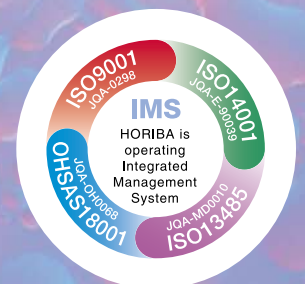 ISO9001
JQA-0298
ISO14001
JQA-E-90039
IMS
HORIBA is
operating
Integrated
Management
System
JQA-OH0068
OHSAS18001
JQA-MD0010
ISO13485